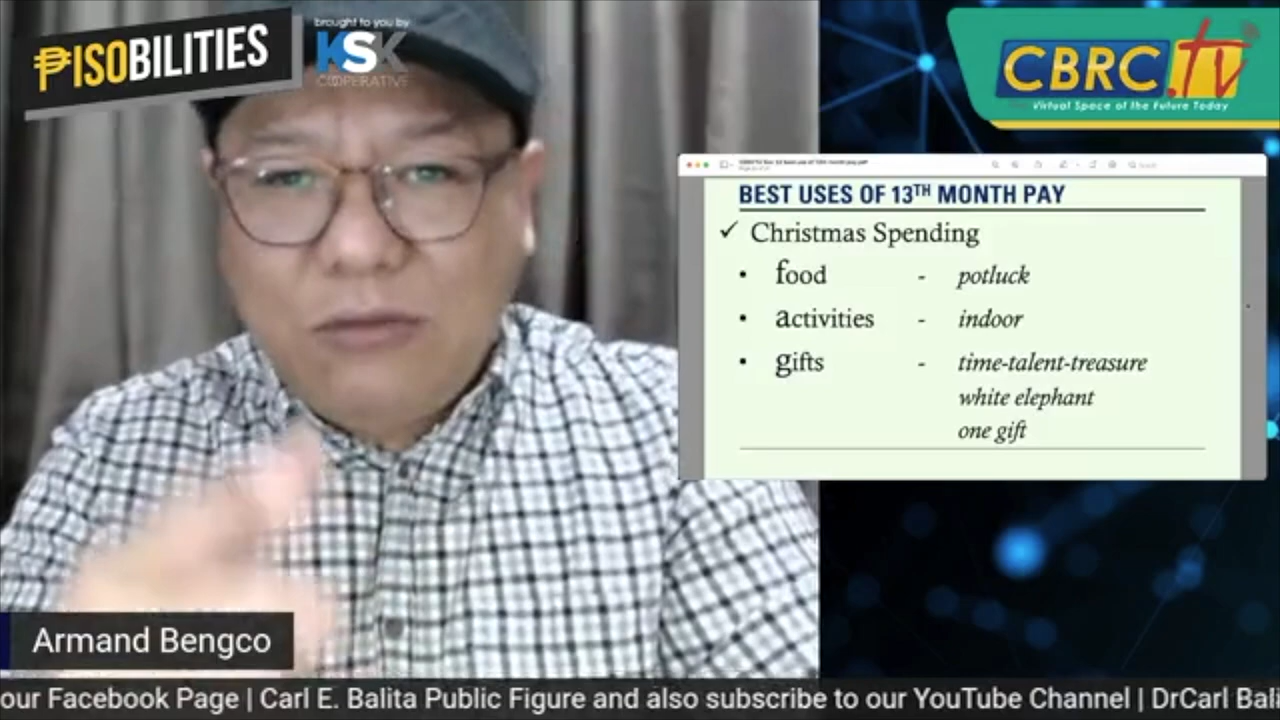 ₱ISOBILITIES
brought to you by
KSK
COOPERATIVE
CBRC.tv
Virtual Space of the Future Today
BEST USES OF 13TH MONTH PAY
✓ Christmas Spending
• food - potluck
• activities - indoor
• gifts - time-talent-treasure
white elephant
one gift
Armand Bengco
our Facebook Page | Carl E. Balita Public Figure and also subscribe to our YouTube Channel | DrCarl Bali